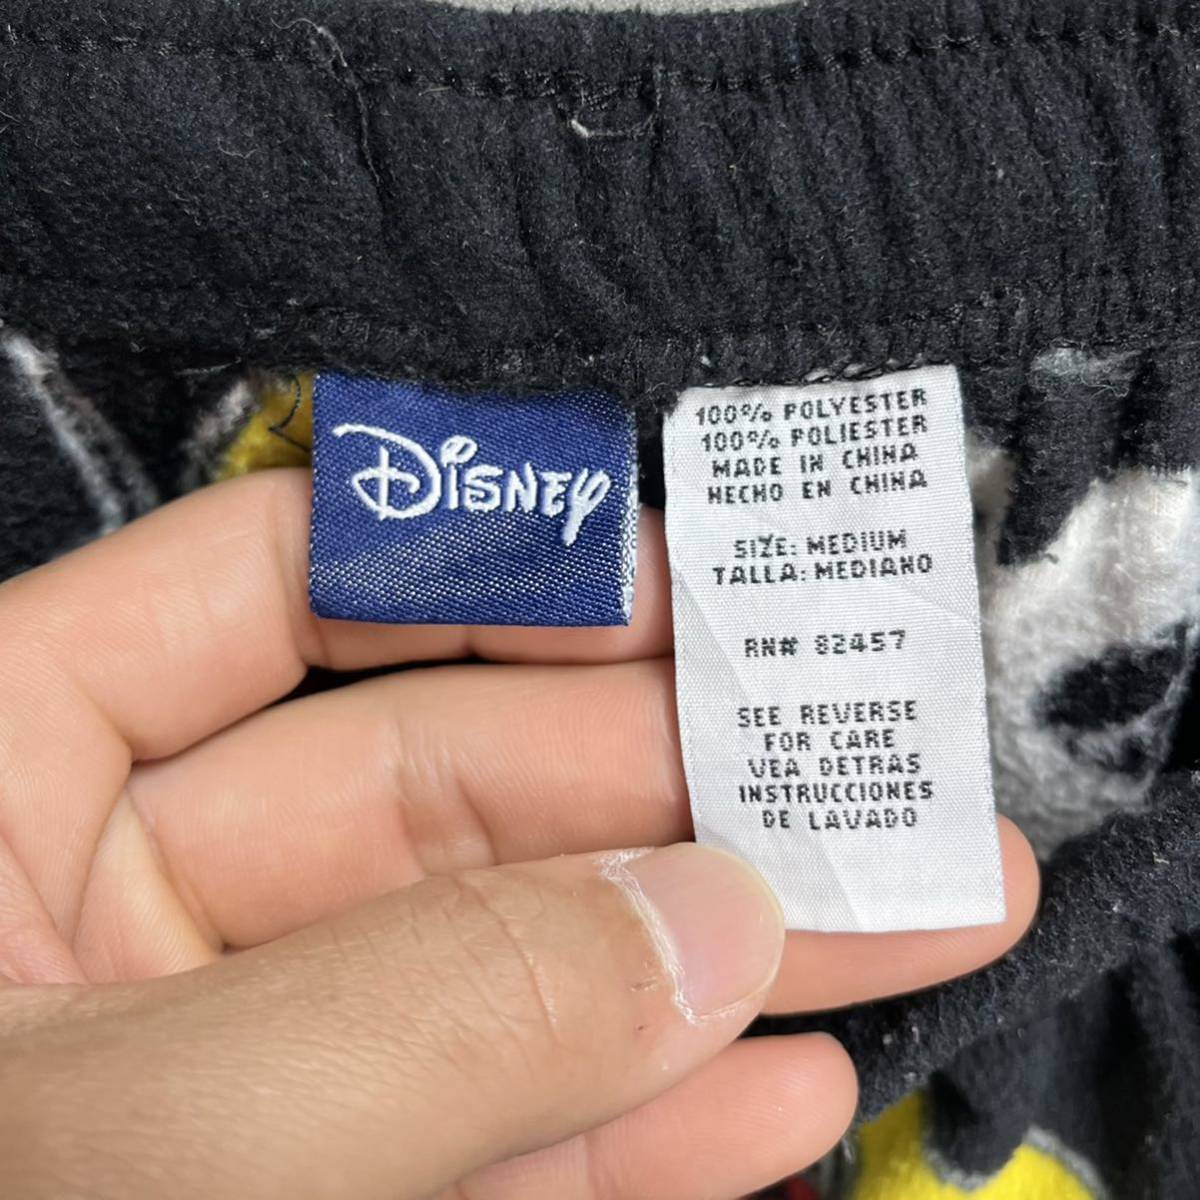 Disney
100% POLYESTER
100% POLIESTER
MADE IN CHINA
HECHO EN CHINA
SIZE: MEDIUM
TALLA: MEDIANO
RN# 82457
SEE REVERSE
FOR CARE
VEA DETRAS
INSTRUCCIONES
DE LAVADO